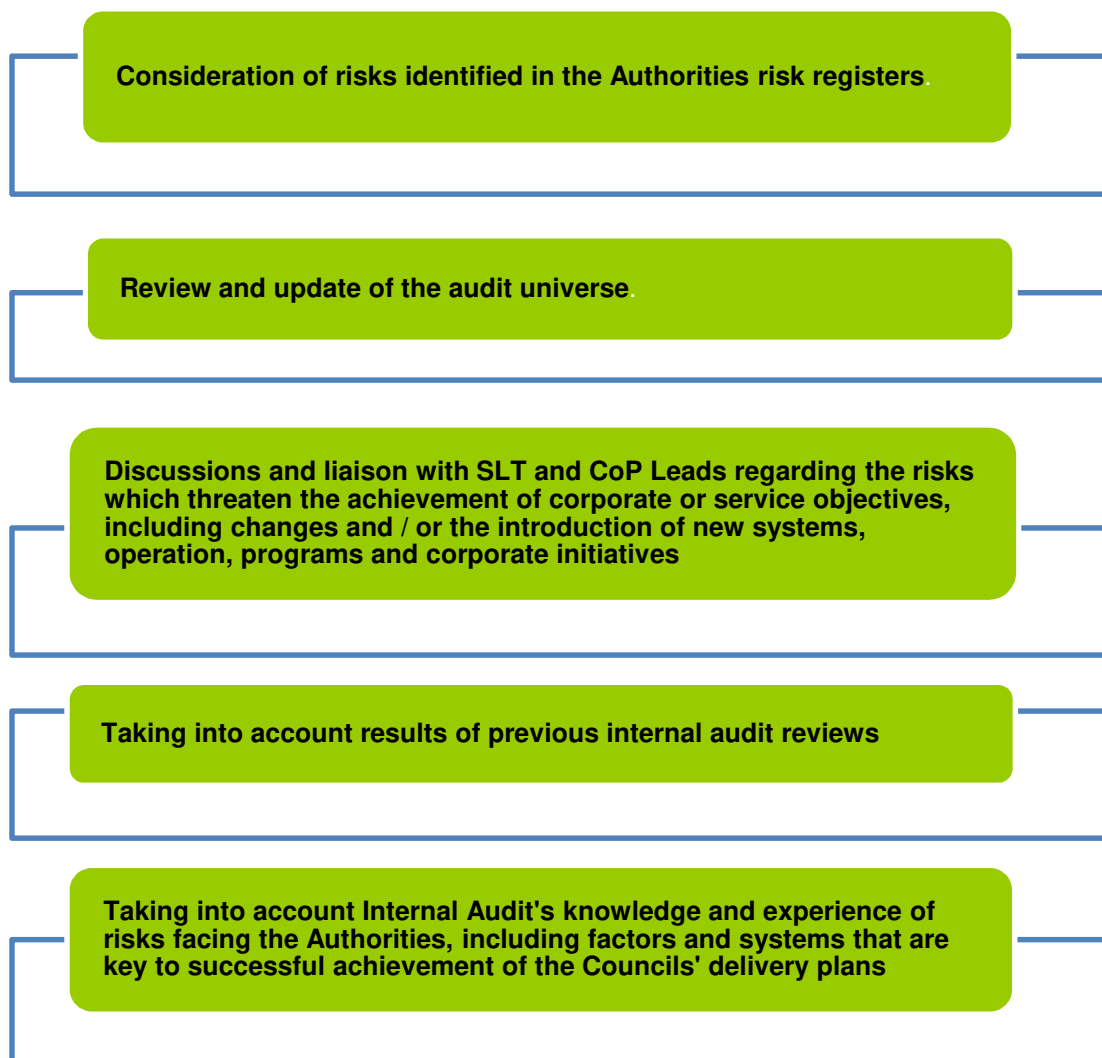 Consideration of risks identified in the Authorities risk registers.
Review and update of the audit universe.
Discussions and liaison with SLT and CoP Leads regarding the risks
which threaten the achievement of corporate or service objectives,
including changes and / or the introduction of new systems,
operation, programs and corporate initiatives
Taking into account results of previous internal audit reviews
Taking into account Internal Audit's knowledge and experience of
risks facing the Authorities, including factors and systems that are
key to successful achievement of the Councils' delivery plans